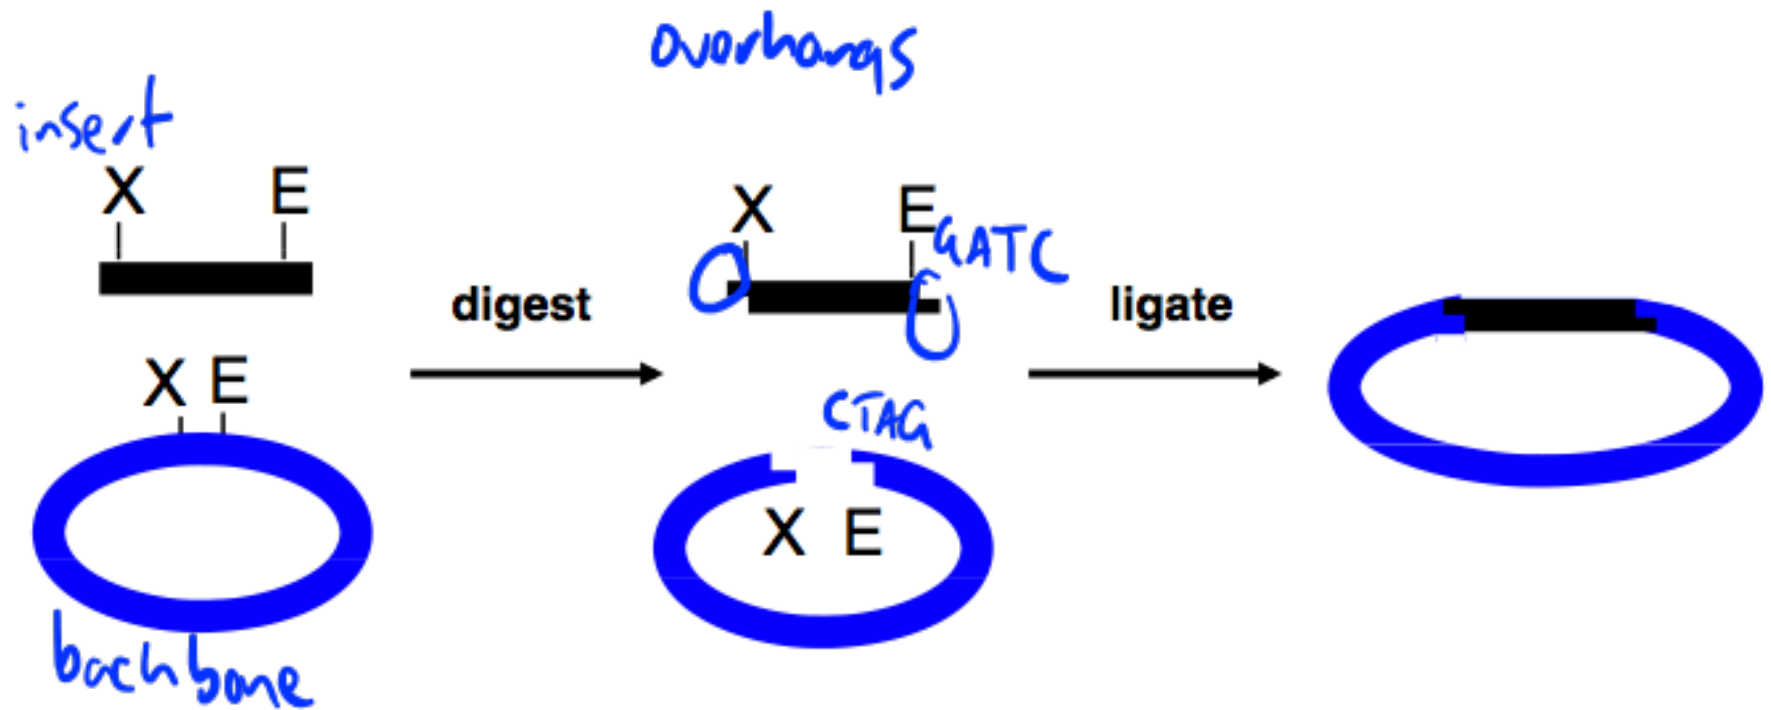 overhangs
insert
X E
X E
GATC
digest
ligate
X E
CTAG
X E
backbone